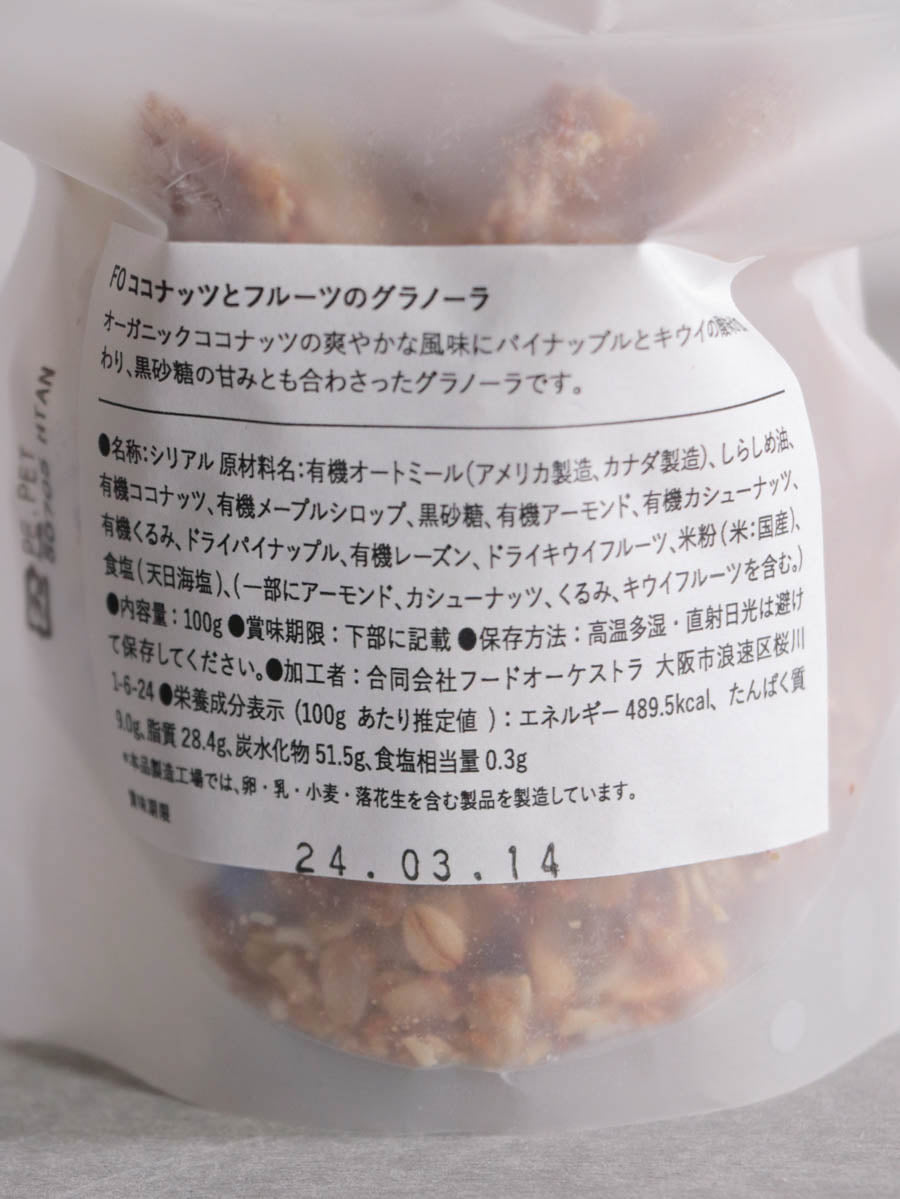 FOココナッツとフルーツのグラノーラ
オーガニックココナッツの爽やかな風味にパイナップルとキウイの
わり、黒砂糖の甘みとも合わさったグラノーラです。
●名称：シリアル 原材料名：有機オートミール（アメリカ製造、カナダ製造）、しらしめ油、
有機ココナッツ、有機メープルシロップ、黒砂糖、有機アーモンド、有機カシューナッツ、
有機くるみ、ドライパイナップル、有機レーズン、ドライキウイフルーツ、米粉（米：国産）、
食塩（天日海塩）、（一部にアーモンド、カシューナッツ、くるみ、キウイフルーツを含む。）
●内容量：100g ●賞味期限：下部に記載 ●保存方法：高温多湿・直射日光は避け
て保存してください。●加工者：合同会社フードオーケストラ 大阪市浪速区桜川
1-6-24 ●栄養成分表示（100g あたり推定値 ）：エネルギー 489.5kcal、たんぱく質
9.0g、脂質 28.4g、炭水化物 51.5g、食塩相当量 0.3g
*本品製造工場では、卵・乳・小麦・落花生を含む製品を製造しています。
賞味期限
24.03.14
PE、PET